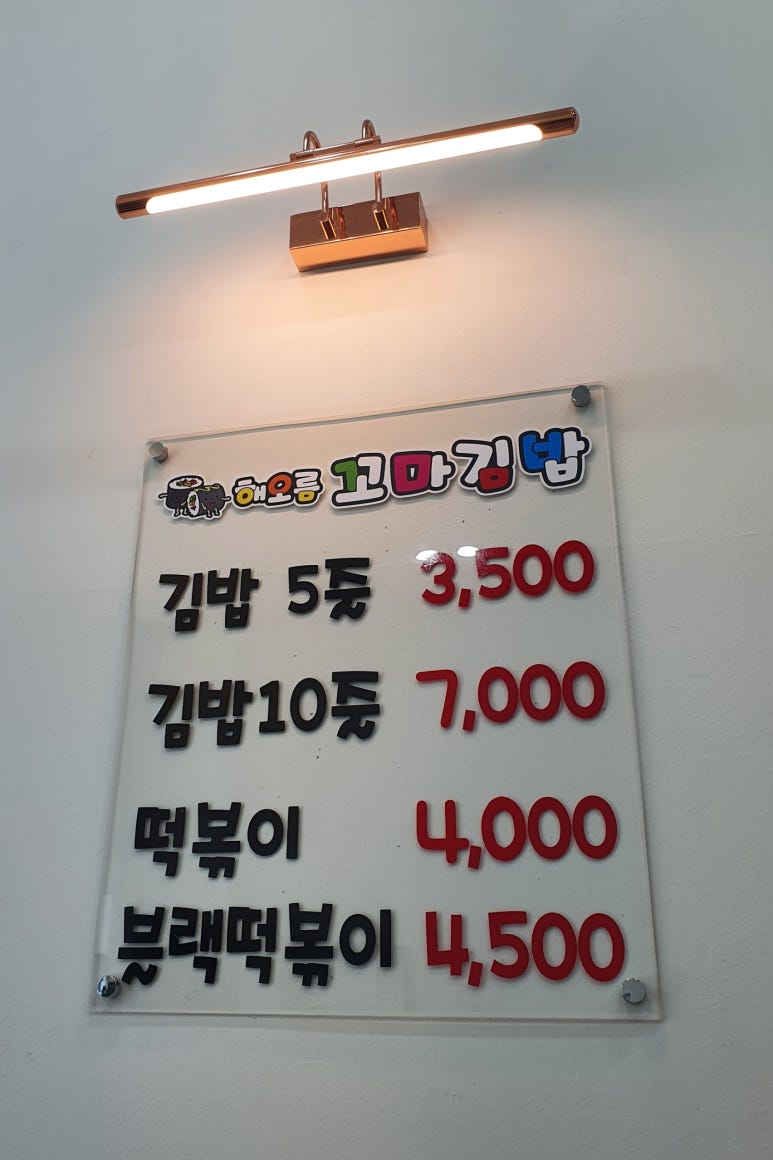 해오름 꼬마김밥
김밥 5줄 3,500
김밥10줄 7,000
떡볶이 4,000
블랙떡볶이 4,500